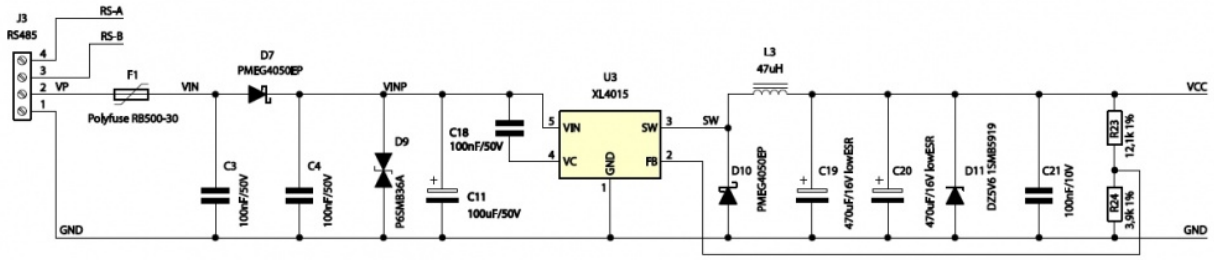 J3
RS485
RS-A
RS-B
4
3
2
1
VP
F1
Polyfuse RB500-30
VIN
D7
PMEG4050EP
VINP
C3
100nF/50V
C4
100nF/50V
D9
P6SMB36A
C11
100uF/50V
C18
100nF/50V
U3
XL4015
5
VIN
4
VC
GND
1
SW
3
FB
2
SW
L3
47uH
D10
PMEG4050EP
C19
470uF/16V lowESR
C20
470uF/16V lowESR
D11
DZ5V6 1SMB5919
C21
100nF/10V
VCC
R23
12,1k 1%
R24
3,9k 1%
GND
GND